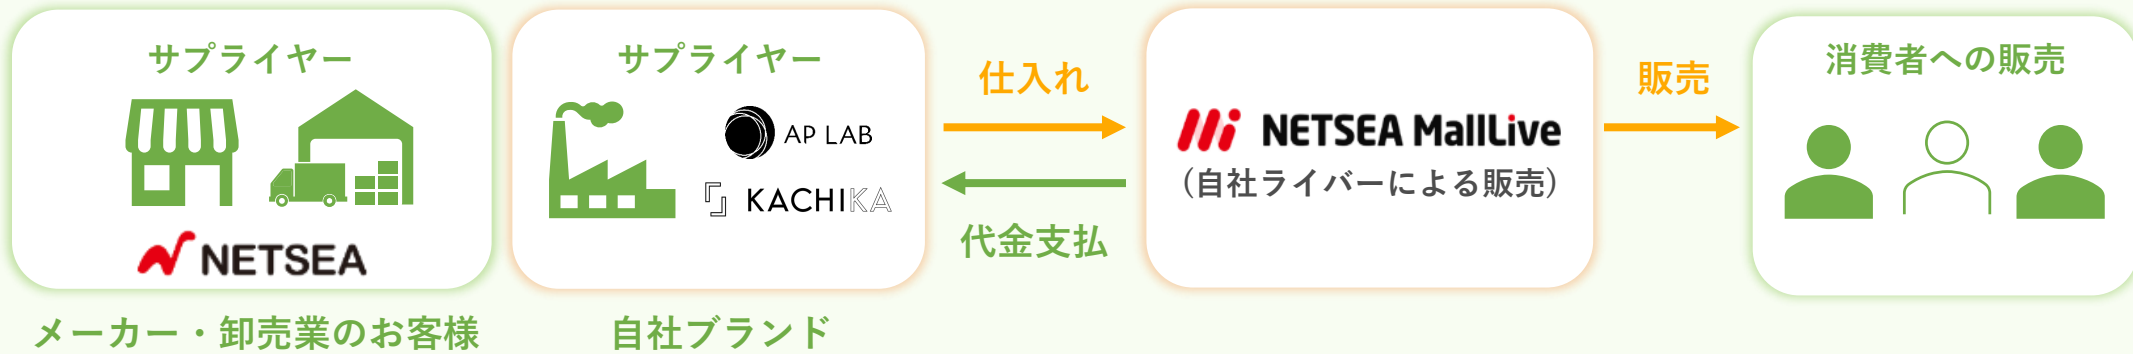 サプライヤー
NETSEA
メーカー・卸売業のお客様
サプライヤー
AP LAB
KACHIKA
自社ブランド
仕入れ
代金支払
NETSEA MallLive
(自社ライバーによる販売)
販売
消費者への販売